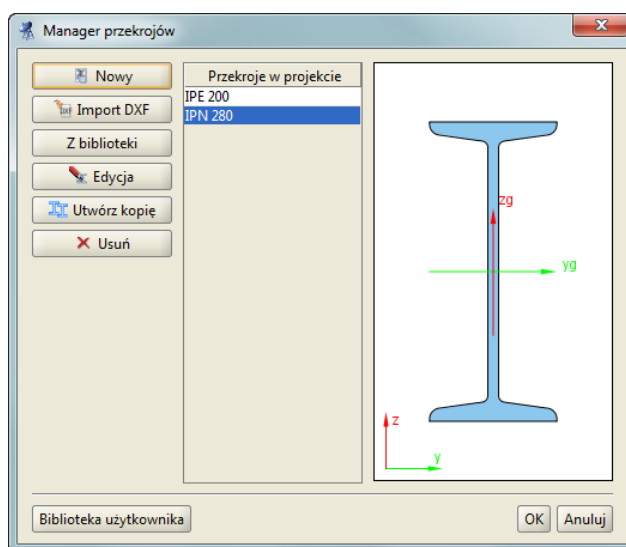 Manager przekrojów
x
Nowy
DXF Import DXF
Z biblioteki
Edycja
Utwórz kopię
Usuń
Przekroje w projekcie
IPE 200
IPN 280
zg
yg
z
y
Biblioteka użytkownika
OK
Anuluj